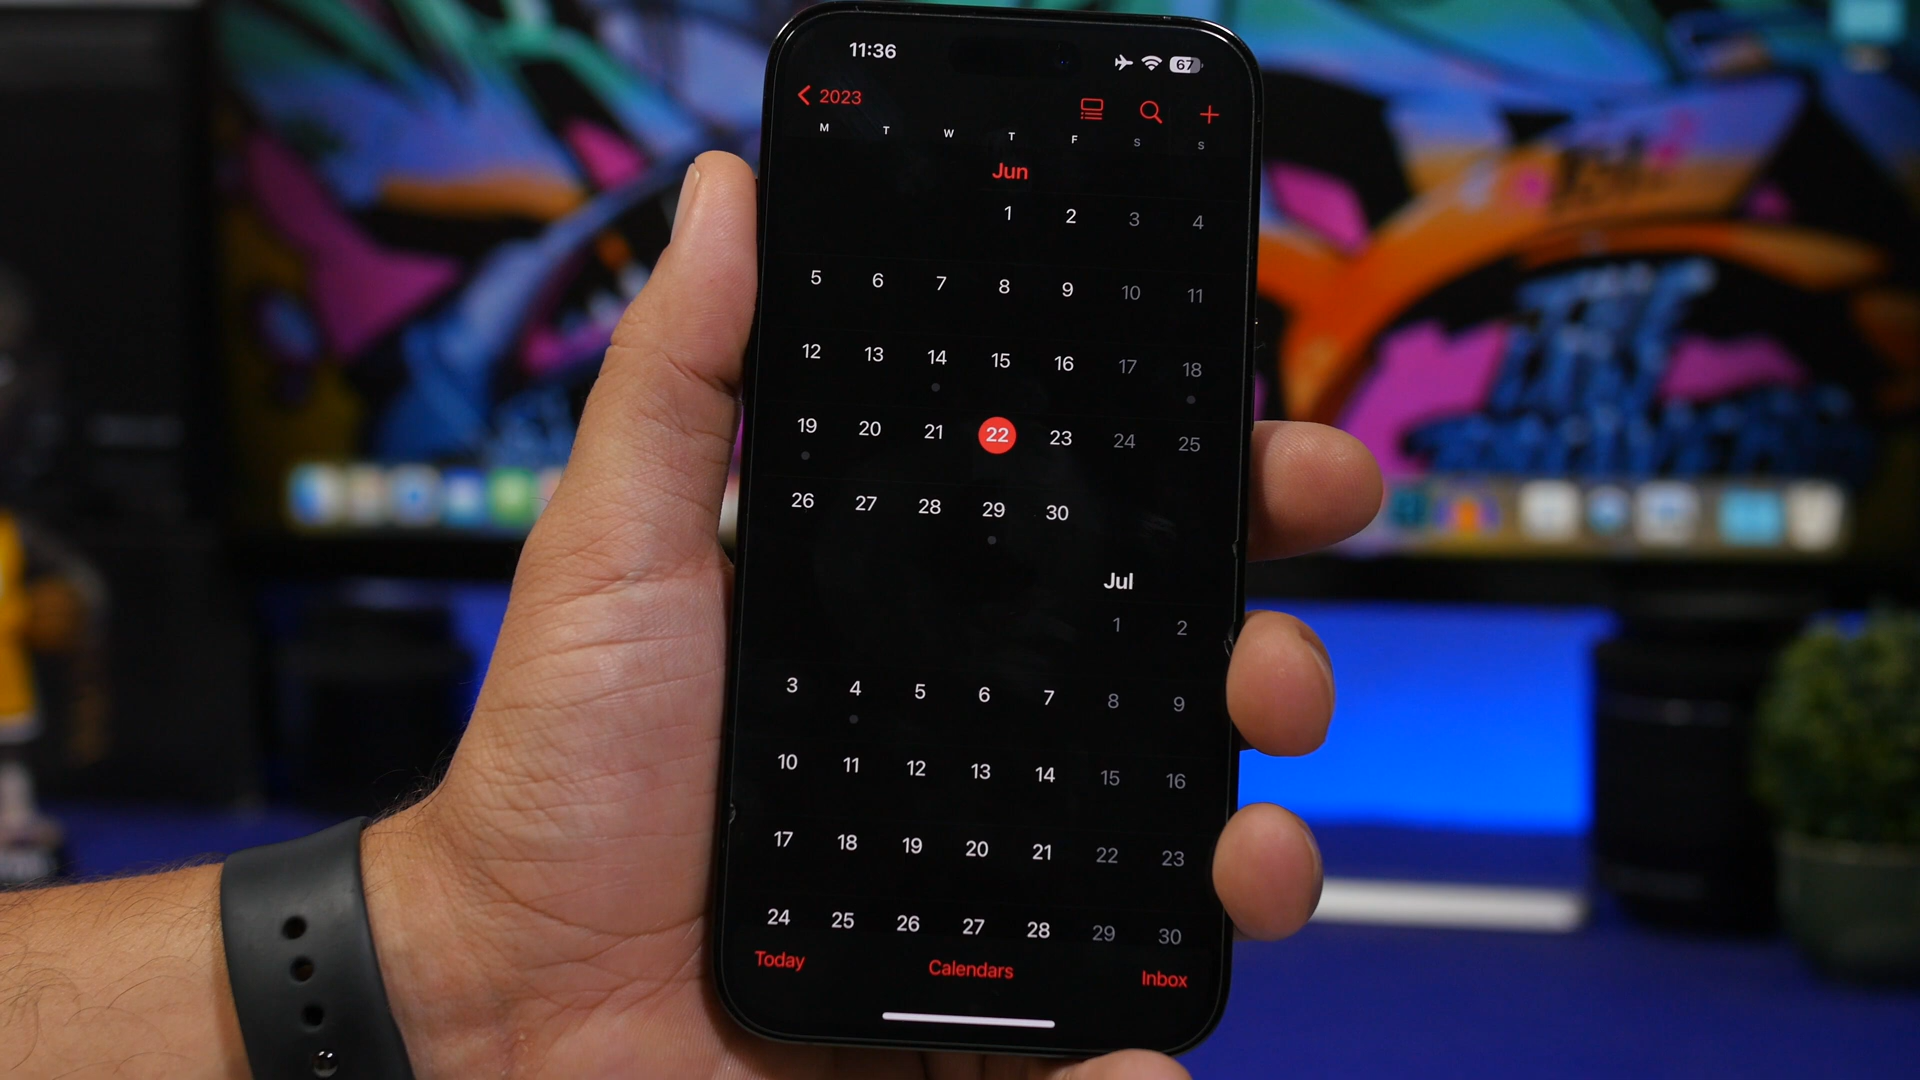 11:36 67
2023
M T W T F S S
Jun
1 2 3 4
5 6 7 8 9 10 11
12 13 14 15 16 17 18
19 20 21 22 23 24 25
26 27 28 29 30
Jul
1 2
3 4 5 6 7 8 9
10 11 12 13 14 15 16
17 18 19 20 21 22 23
24 25 26 27 28 29 30
Today Calendars Inbox